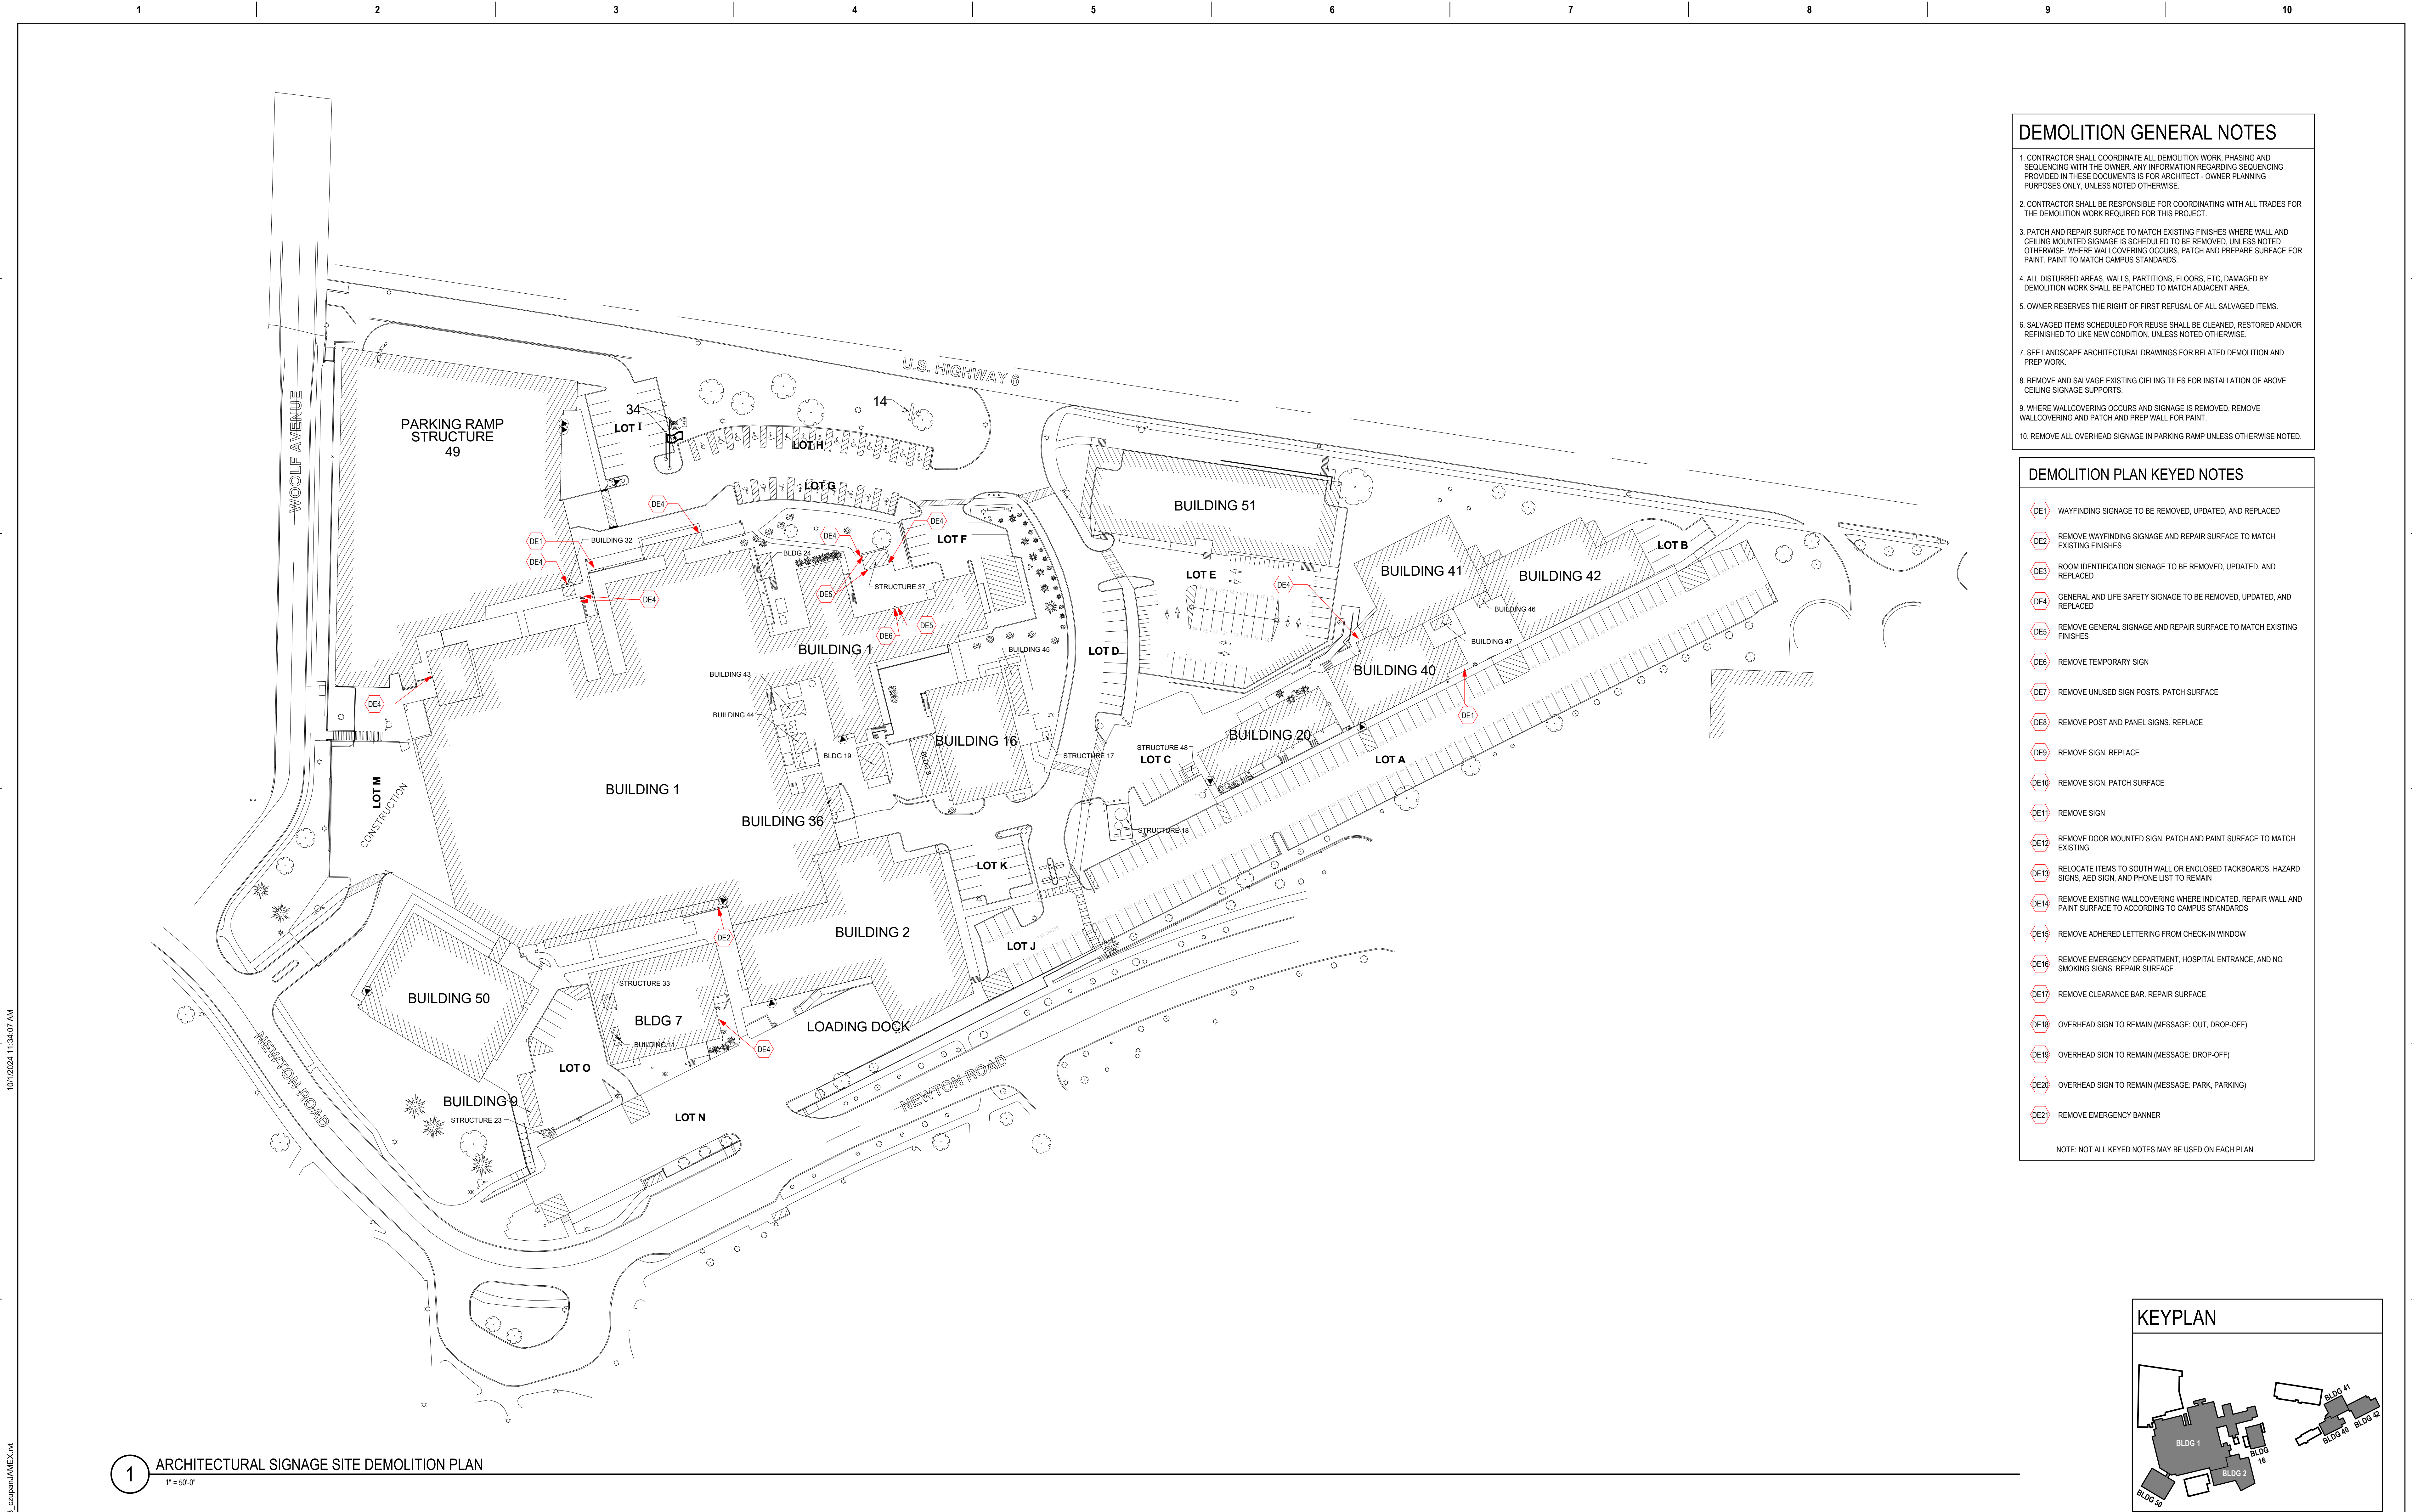 1 2 3 4 5 6 7 8 9 10
DEMOLITION GENERAL NOTES
1. CONTRACTOR SHALL COORDINATE ALL DEMOLITION WORK, PHASING AND
SEQUENCING WITH THE OWNER. ANY INFORMATION REGARDING SEQUENCING
PROVIDED IN THESE DOCUMENTS IS FOR ARCHITECT - OWNER PLANNING
PURPOSES ONLY, UNLESS NOTED OTHERWISE.
2. CONTRACTOR SHALL BE RESPONSIBLE FOR COORDINATING WITH ALL TRADES FOR
THE DEMOLITION WORK REQUIRED FOR THIS PROJECT.
3. PATCH AND REPAIR SURFACE TO MATCH EXISTING FINISHES WHERE WALL AND
CEILING MOUNTED SIGNAGE IS SCHEDULED TO BE REMOVED, UNLESS NOTED
OTHERWISE. WHERE WALLCOVERING OCCURS, PATCH AND PREPARE SURFACE FOR
PAINT. PAINT TO MATCH CAMPUS STANDARDS.
4. ALL DISTURBED AREAS, WALLS, PARTITIONS, FLOORS, ETC, DAMAGED BY
DEMOLITION WORK SHALL BE PATCHED TO MATCH ADJACENT AREA.
5. OWNER RESERVES THE RIGHT OF FIRST REFUSAL OF ALL SALVAGED ITEMS.
6. SALVAGED ITEMS SCHEDULED FOR REUSE SHALL BE CLEANED, RESTORED AND/OR
REFINISHED TO LIKE NEW CONDITION, UNLESS NOTED OTHERWISE.
7. SEE LANDSCAPE ARCHITECTURAL DRAWINGS FOR RELATED DEMOLITION AND
PREP WORK.
8. REMOVE AND SALVAGE EXISTING CIELING TILES FOR INSTALLATION OF ABOVE
CEILING SIGNAGE SUPPORTS.
9. WHERE WALLCOVERING OCCURS AND SIGNAGE IS REMOVED, REMOVE
WALLCOVERING AND PATCH AND PREP WALL FOR PAINT.
10. REMOVE ALL OVERHEAD SIGNAGE IN PARKING RAMP UNLESS OTHERWISE NOTED.
DEMOLITION PLAN KEYED NOTES
DE1 WAYFINDING SIGNAGE TO BE REMOVED, UPDATED, AND REPLACED
DE2 REMOVE WAYFINDING SIGNAGE AND REPAIR SURFACE TO MATCH
EXISTING FINISHES
DE3 ROOM IDENTIFICATION SIGNAGE TO BE REMOVED, UPDATED, AND
REPLACED
DE4 GENERAL AND LIFE SAFETY SIGNAGE TO BE REMOVED, UPDATED, AND
REPLACED
DE5 REMOVE GENERAL SIGNAGE AND REPAIR SURFACE TO MATCH EXISTING
FINISHES
DE6 REMOVE TEMPORARY SIGN
DE7 REMOVE UNUSED SIGN POSTS. PATCH SURFACE
DE8 REMOVE POST AND PANEL SIGNS. REPLACE
DE9 REMOVE SIGN. REPLACE
DE10 REMOVE SIGN. PATCH SURFACE
DE11 REMOVE SIGN
DE12 REMOVE DOOR MOUNTED SIGN. PATCH AND PAINT SURFACE TO MATCH
EXISTING
DE13 RELOCATE ITEMS TO SOUTH WALL OR ENCLOSED TACKBOARDS. HAZARD
SIGNS, AED SIGN, AND PHONE LIST TO REMAIN
DE14 REMOVE EXISTING WALLCOVERING WHERE INDICATED. REPAIR WALL AND
PAINT SURFACE TO ACCORDING TO CAMPUS STANDARDS
DE15 REMOVE ADHERED LETTERING FROM CHECK-IN WINDOW
DE16 REMOVE EMERGENCY DEPARTMENT, HOSPITAL ENTRANCE, AND NO
SMOKING SIGNS. REPAIR SURFACE
DE17 REMOVE CLEARANCE BAR. REPAIR SURFACE
DE18 OVERHEAD SIGN TO REMAIN (MESSAGE: OUT, DROP-OFF)
DE19 OVERHEAD SIGN TO REMAIN (MESSAGE: DROP-OFF)
DE20 OVERHEAD SIGN TO REMAIN (MESSAGE: PARK, PARKING)
DE21 REMOVE EMERGENCY BANNER
NOTE: NOT ALL KEYED NOTES MAY BE USED ON EACH PLAN
U.S. HIGHWAY 6
WOOLF AVENUE
PARKING RAMP
STRUCTURE
49
34
LOT I
14
LOT H
LOT G
DE4
DE4
DE4
LOT F
DE1
BUILDING 32
DE4
BLDG 24
DE5
STRUCTURE 37
DE4
DE6
DE5
BUILDING 1
BUILDING 51
LOT E
LOT B
BUILDING 41
BUILDING 42
DE4
BUILDING 46
BUILDING 47
BUILDING 45
LOT D
BUILDING 40
DE4
BUILDING 43
BUILDING 44
DE1
BUILDING 20
BUILDING 16
BLDG 19
BLDG 8
STRUCTURE 17
STRUCTURE 48
LOT C
LOT A
LOT M
CONSTRUCTION
BUILDING 1
BUILDING 36
STRUCTURE 18
LOT K
BUILDING 2
DE2
LOT J
STRUCTURE 33
BUILDING 50
BLDG 7
LOADING DOCK
BUILDING 11
DE4
LOT O
NEWTON ROAD
NEWTON ROAD
BUILDING 9
STRUCTURE 23
LOT N
KEYPLAN
BLDG 41
BLDG 42
BLDG 40
BLDG 1
BLDG
16
BLDG 2
BLDG 50
1 ARCHITECTURAL SIGNAGE SITE DEMOLITION PLAN
1" = 50'-0"
10/1/2024 11:34:07 AM
_czupanJAMEX.rvt